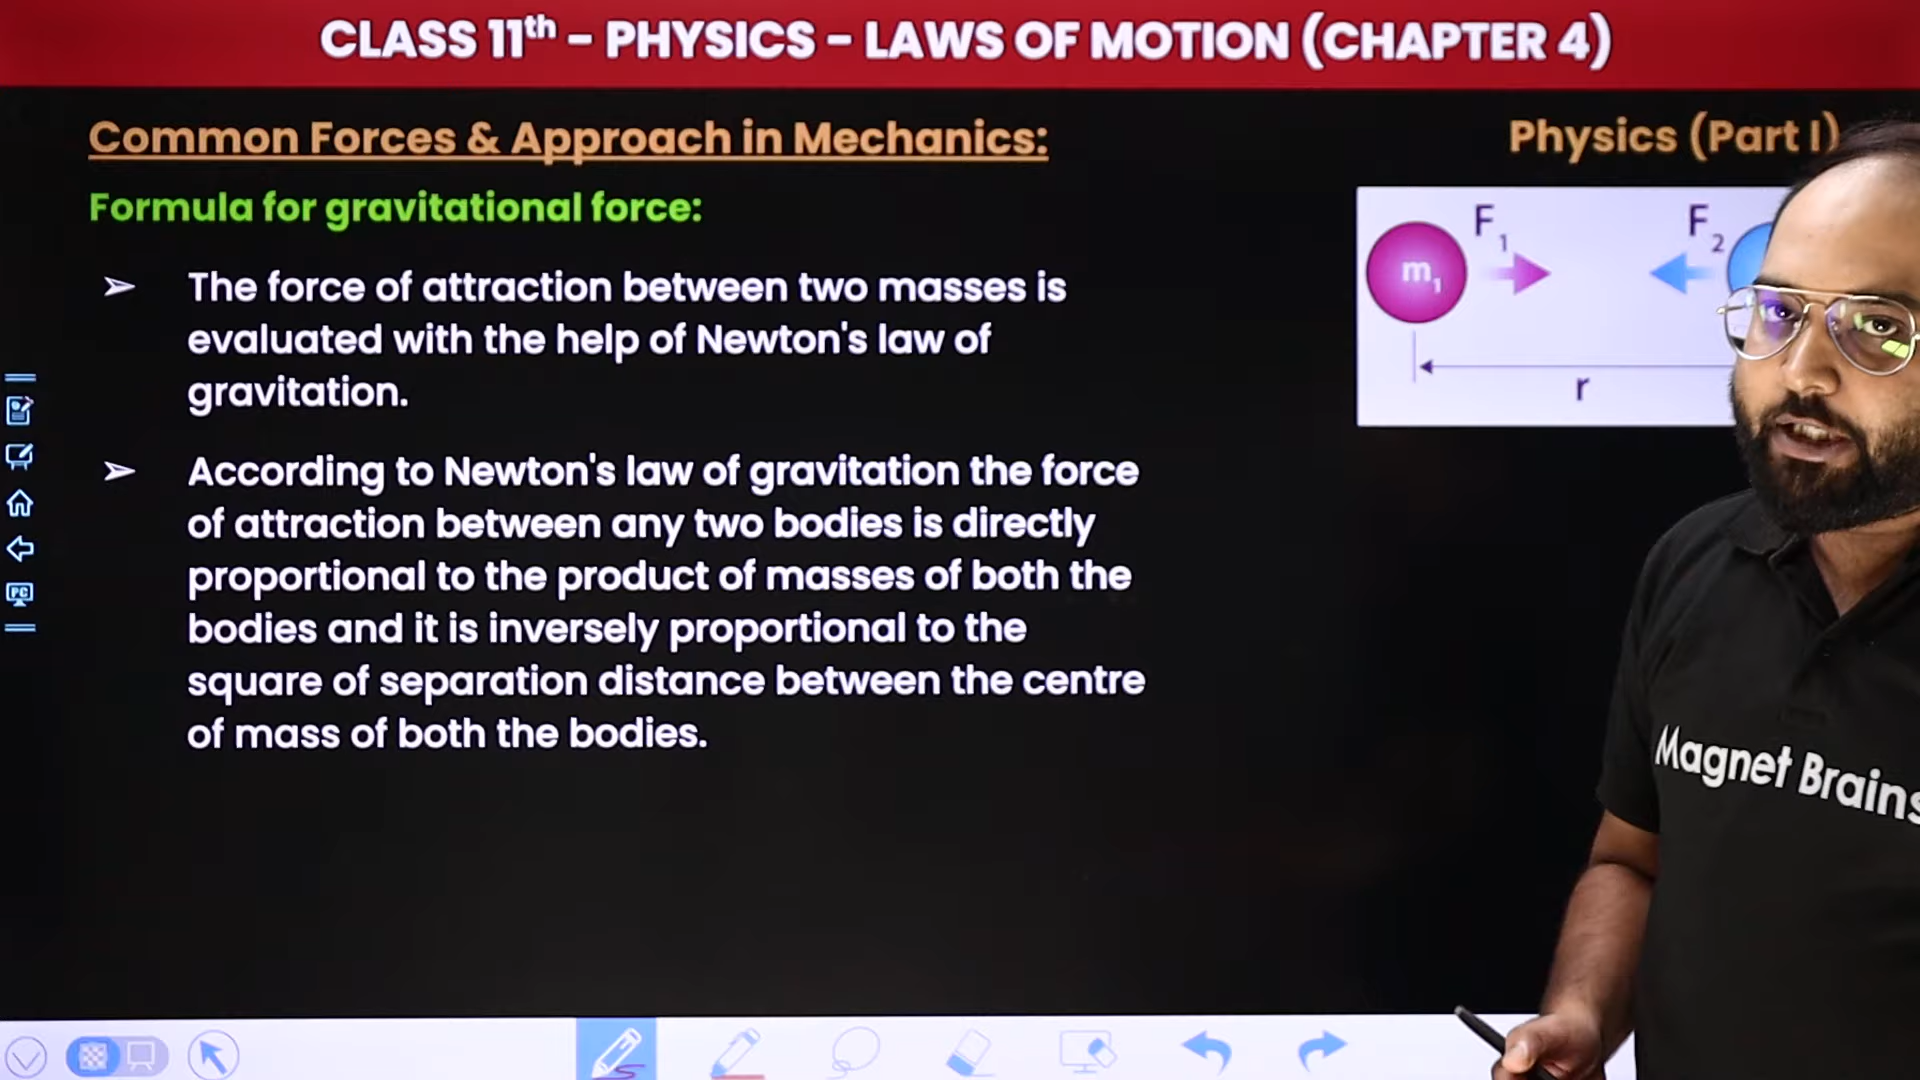 CLASS 11th - PHYSICS - LAWS OF MOTION (CHAPTER 4)
Common Forces & Approach in Mechanics:
Physics (Part I)
Formula for gravitational force:
F1
F2
m1
r
➢ The force of attraction between two masses is
evaluated with the help of Newton's law of
gravitation.
➢ According to Newton's law of gravitation the force
of attraction between any two bodies is directly
proportional to the product of masses of both the
bodies and it is inversely proportional to the
square of separation distance between the centre
of mass of both the bodies.
Magnet Brains
PC